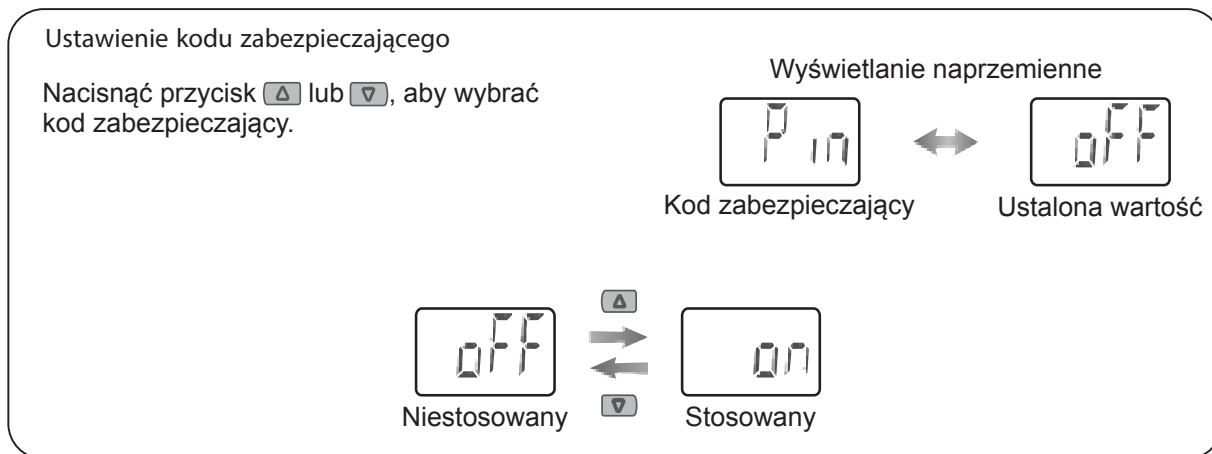 Ustawienie kodu zabezpieczającego
Nacisnąć przycisk lub , aby wybrać
kod zabezpieczający.
Wyświetlanie naprzemienne
Pin
oFF
Kod zabezpieczający
Ustalona wartość
oFF
on
Niestosowany
Stosowany